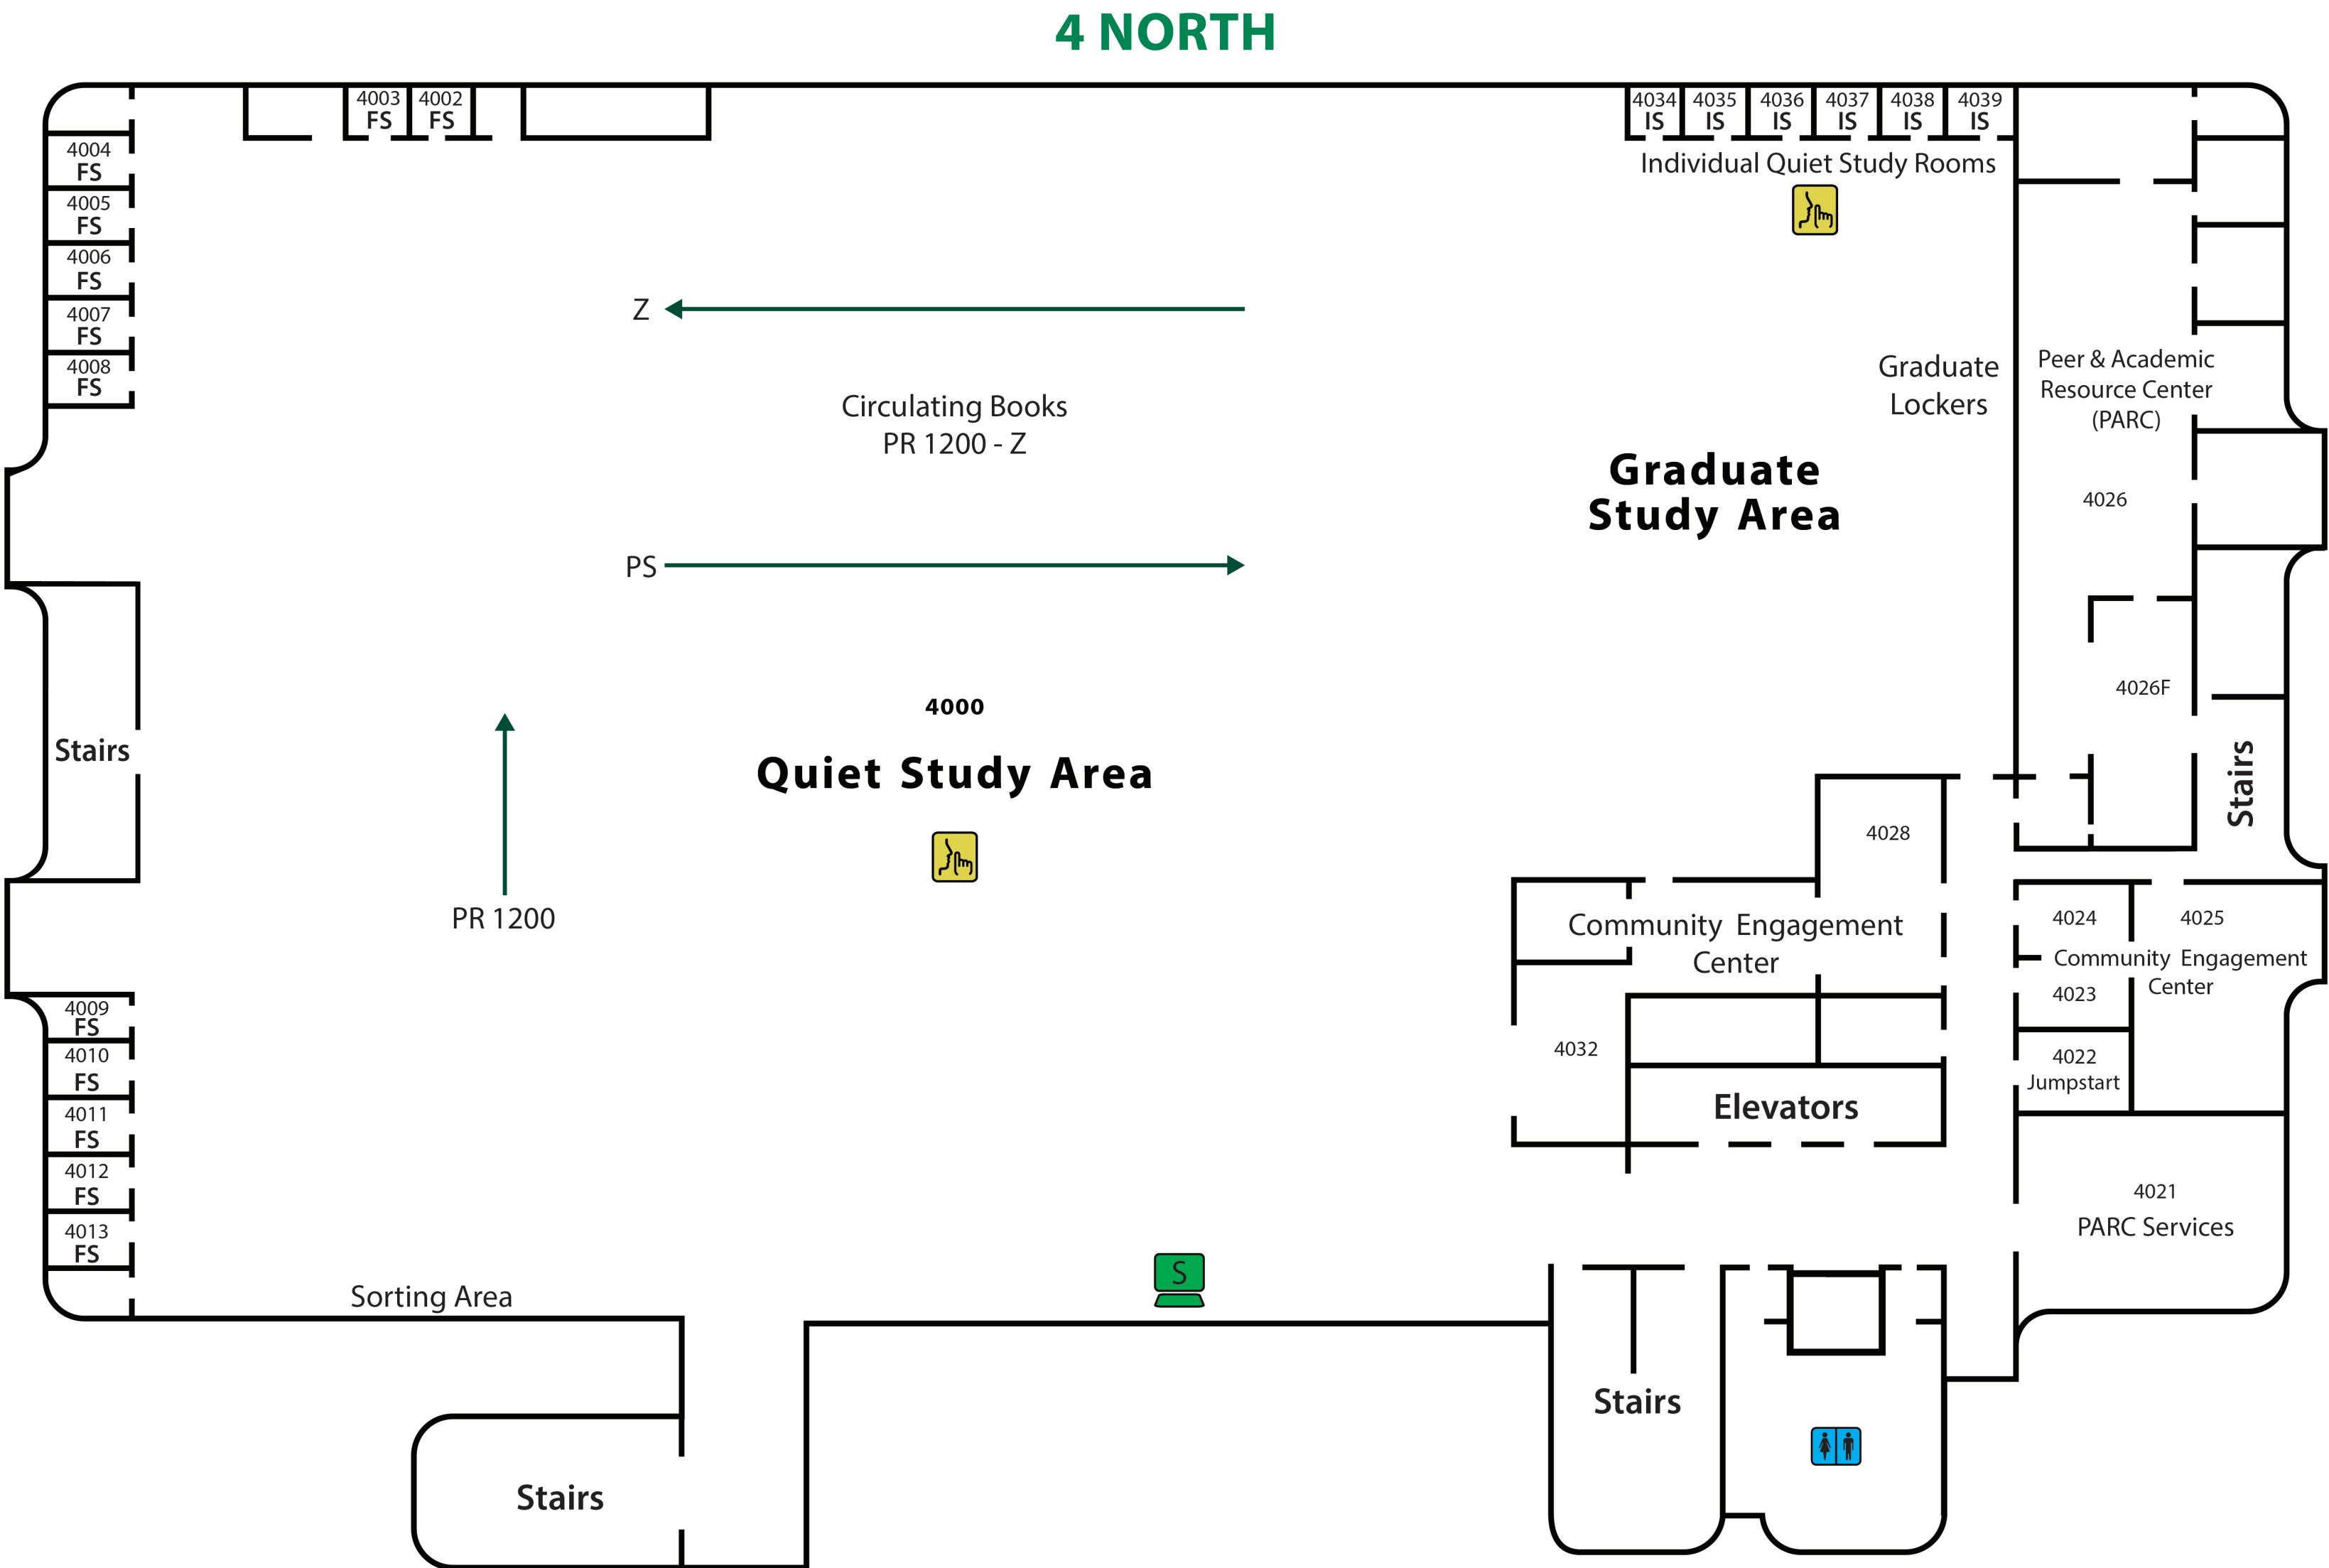 4 NORTH
4003
FS
4002
FS
4034
IS
4035
IS
4036
IS
4037
IS
4038
IS
4039
IS
Individual Quiet Study Rooms
4004
FS
4005
FS
4006
FS
4007
FS
4008
FS
Z
Circulating Books
PR 1200 - Z
PS
Graduate
Lockers
Graduate
Study Area
Peer & Academic
Resource Center
(PARC)
4026
4026F
Stairs
4000
Quiet Study Area
Stairs
PR 1200
4028
Community Engagement
Center
4032
Elevators
4024
4025
Community Engagement
Center
4023
4022
Jumpstart
4021
PARC Services
4009
FS
4010
FS
4011
FS
4012
FS
4013
FS
Sorting Area
S
Stairs
Stairs